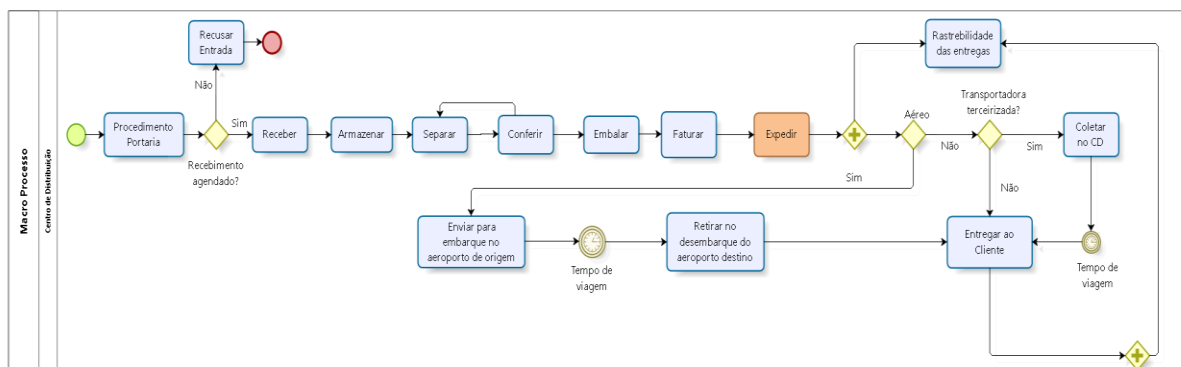 Macro Processo
Centro de Distribuição
Recusar
Entrada
Não
Procedimento
Portaria
Sim
Recebimento
agendado?
Receber
Armazenar
Separar
Conferir
Embalar
Faturar
Expedir
Rastrebilidade
das entregas
Aéreo
Não
Sim
Transportadora
terceirizada?
Sim
Não
Coletar
no CD
Enviar para
embarque no
aeroporto de origem
Tempo de
viagem
Retirar no
desembarque do
aeroporto destino
Entregar ao
Cliente
Tempo de
viagem